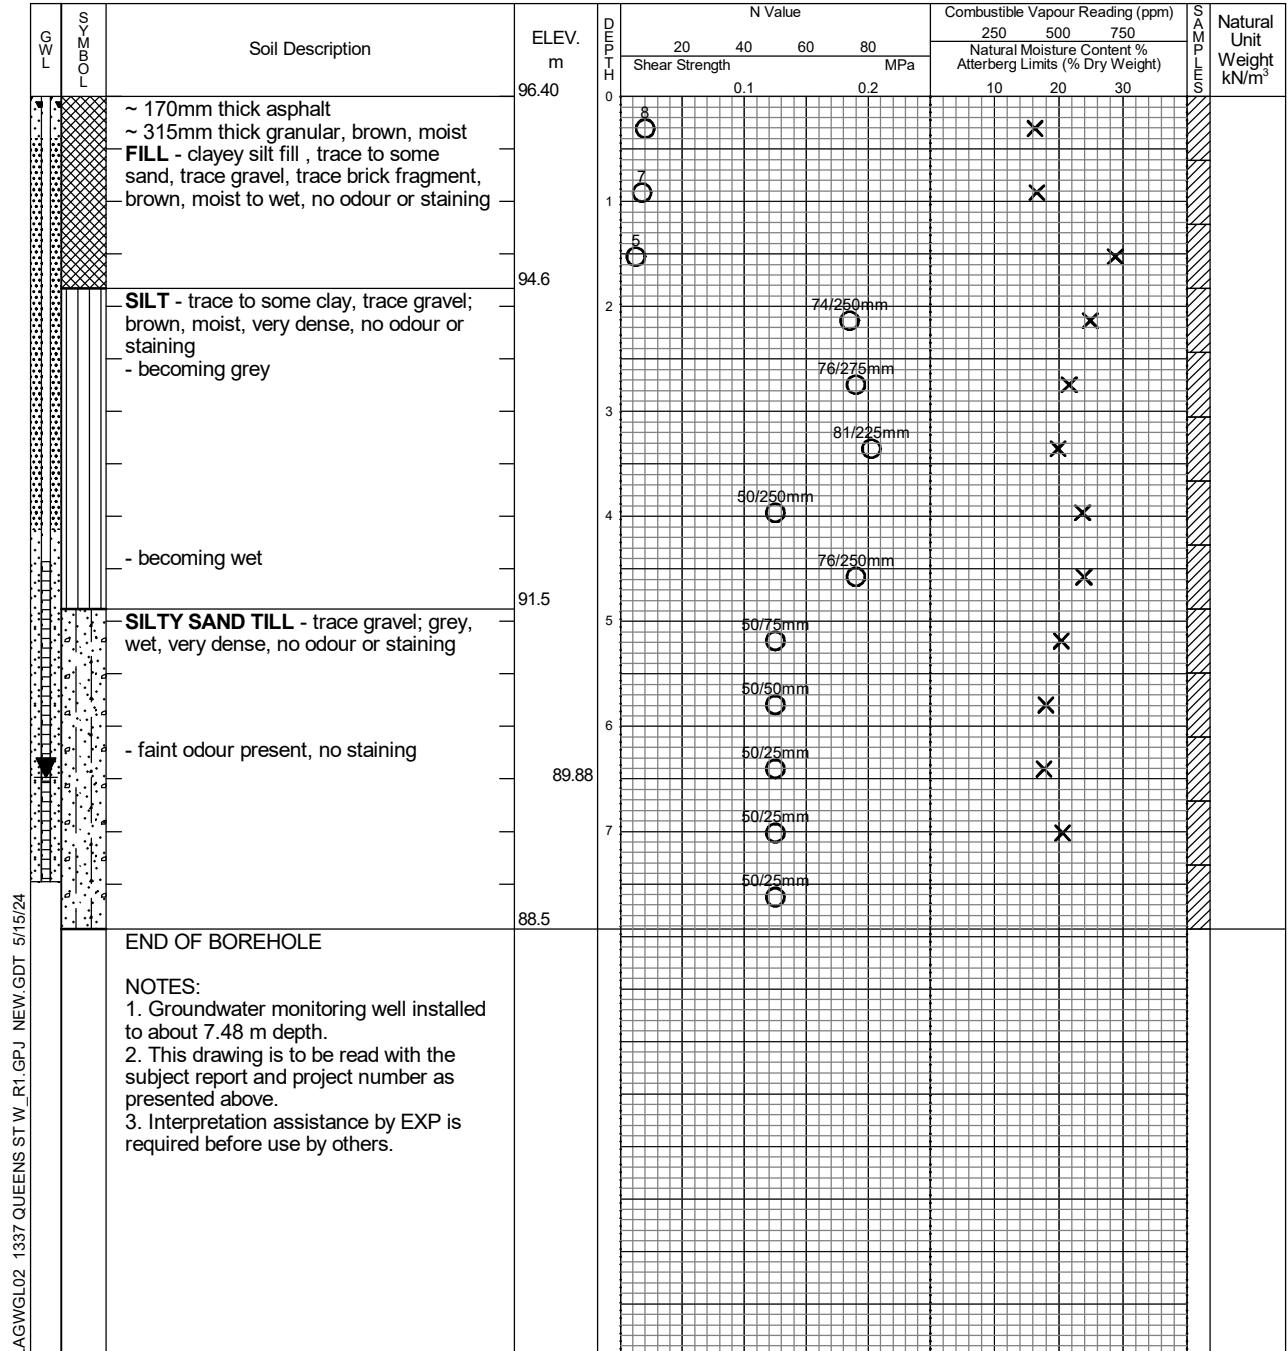 GWL
SYMBOL
Soil Description
ELEV.
m
DEPTH
N Value
20 40 60 80
Shear Strength MPa
0.1 0.2
Combustible Vapour Reading (ppm)
250 500 750
Natural Moisture Content %
Atterberg Limits (% Dry Weight)
10 20 30
SAMPLES
Natural
Unit
Weight
kN/m³
96.40
0
~ 170mm thick asphalt
~ 315mm thick granular, brown, moist
FILL - clayey silt fill , trace to some
sand, trace gravel, trace brick fragment,
brown, moist to wet, no odour or staining
8
7
1
5
94.6
SILT - trace to some clay, trace gravel;
brown, moist, very dense, no odour or
staining
- becoming grey
2
74/250mm
76/275mm
3
81/225mm
50/250mm
4
- becoming wet
76/250mm
91.5
SILTY SAND TILL - trace gravel; grey,
wet, very dense, no odour or staining
5
50/75mm
50/50mm
6
- faint odour present, no staining
50/25mm
89.88
50/25mm
7
50/25mm
88.5
END OF BOREHOLE
NOTES:
1. Groundwater monitoring well installed
to about 7.48 m depth.
2. This drawing is to be read with the
subject report and project number as
presented above.
3. Interpretation assistance by EXP is
required before use by others.
AGWGL02 1337 QUEENS ST W_R1.GPJ NEW.GDT 5/15/24